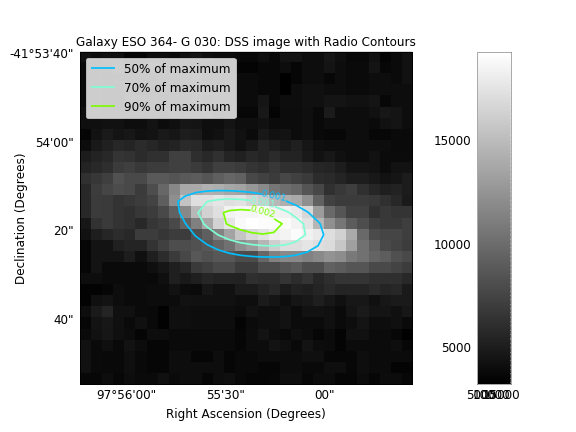 Galaxy ESO 364- G 030: DSS image with Radio Contours
50% of maximum
70% of maximum
90% of maximum
-41°53'40"
54'00"
20"
40"
Declination (Degrees)
0.002
97°56'00" 55'30" 00"
Right Ascension (Degrees)
15000
10000
5000